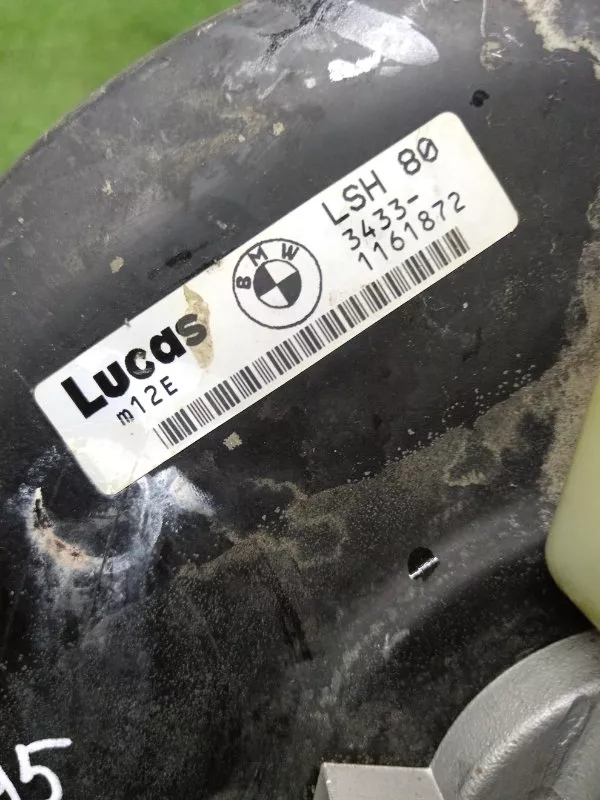 LSH 80
3433-
1161872
BMW
Lucas
m12E